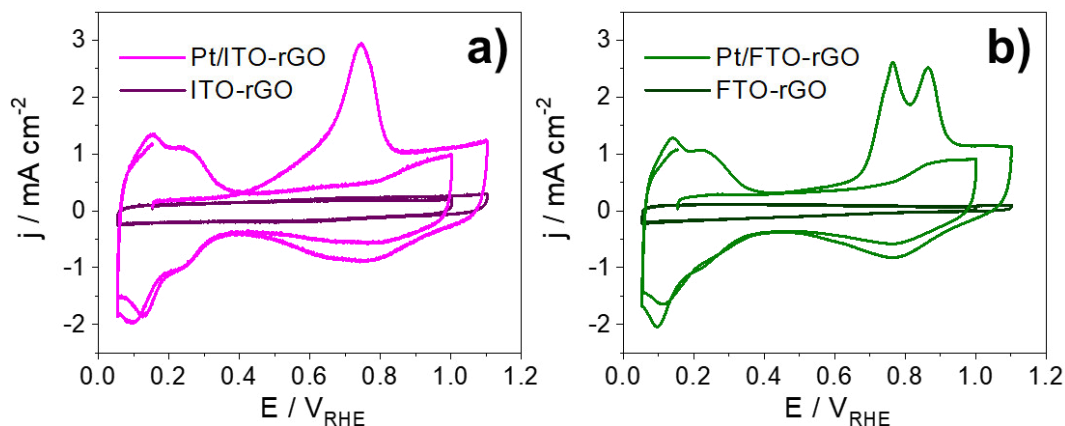 a)
Pt/ITO-rGO
ITO-rGO
j / mA cm-2
3
2
1
0
-1
-2
0.0 0.2 0.4 0.6 0.8 1.0 1.2
E / VRHE
b)
Pt/FTO-rGO
FTO-rGO
j / mA cm-2
3
2
1
0
-1
-2
0.0 0.2 0.4 0.6 0.8 1.0 1.2
E / VRHE